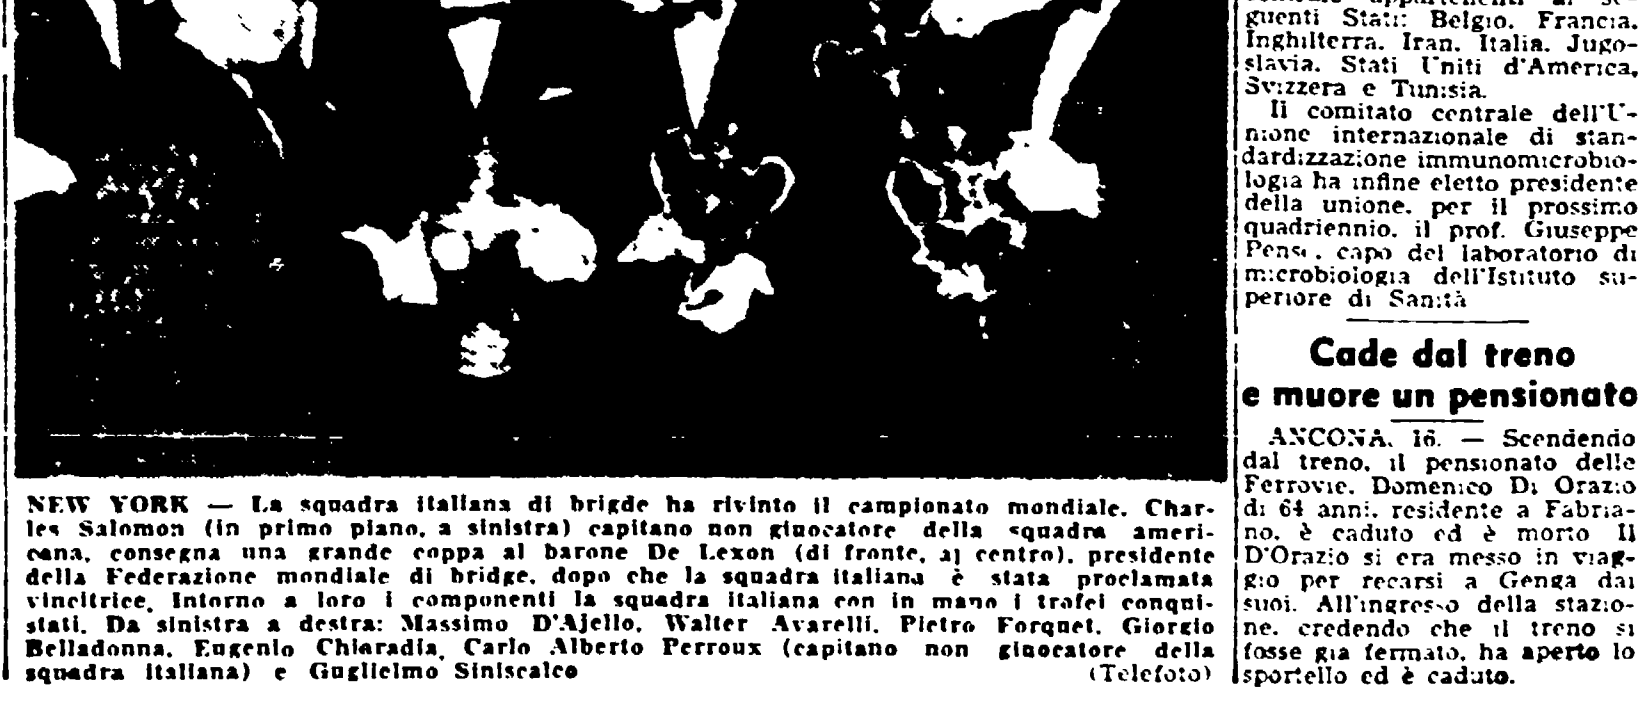 NEW YORK — La squadra italiana di brigde ha rivinto il campionato mondiale. Char-
les Salomon (in primo piano, a sinistra) capitano non giuocatore della squadra ameri-
cana, consegna una grande coppa al barone De Lexon (di fronte, al centro), presidente
della Federazione mondiale di bridge, dopo che la squadra italiana è stata proclamata
vincitrice. Intorno a loro i componenti la squadra italiana con in mano i trofei conqui-
stati. Da sinistra a destra: Massimo D'Ajello, Walter Avarelli, Pietro Forquet, Giorgio
Belladonna, Eugenio Chiaradia, Carlo Alberto Perroux (capitano non giuocatore della
squadra italiana) e Guglielmo Siniscalco
(Telefoto)
guenti Stati: Belgio, Francia,
Inghilterra, Iran, Italia, Jugo-
slavia, Stati Uniti d'America,
Svizzera e Tunisia.
Il comitato centrale dell'U-
nione internazionale di stan-
dardizzazione immunomicrobio-
logia ha infine eletto presidente
della unione, per il prossimo
quadriennio, il prof. Giuseppe
capo del laboratorio di
microbiologia dell'Istituto su-
periore di Sanità
Cade dal treno
e muore un pensionato
ANCONA, 16. — Scendendo
dal treno, il pensionato delle
Ferrovie, Domenico Di Orazio
di 64 anni, residente a Fabria-
no, è caduto ed è morto Il
D'Orazio si era messo in viag-
gio per recarsi a Genga dai
suoi. All'ingresso della stazio-
ne, credendo che il treno si
fosse gia fermato, ha aperto lo
sportello ed è caduto.